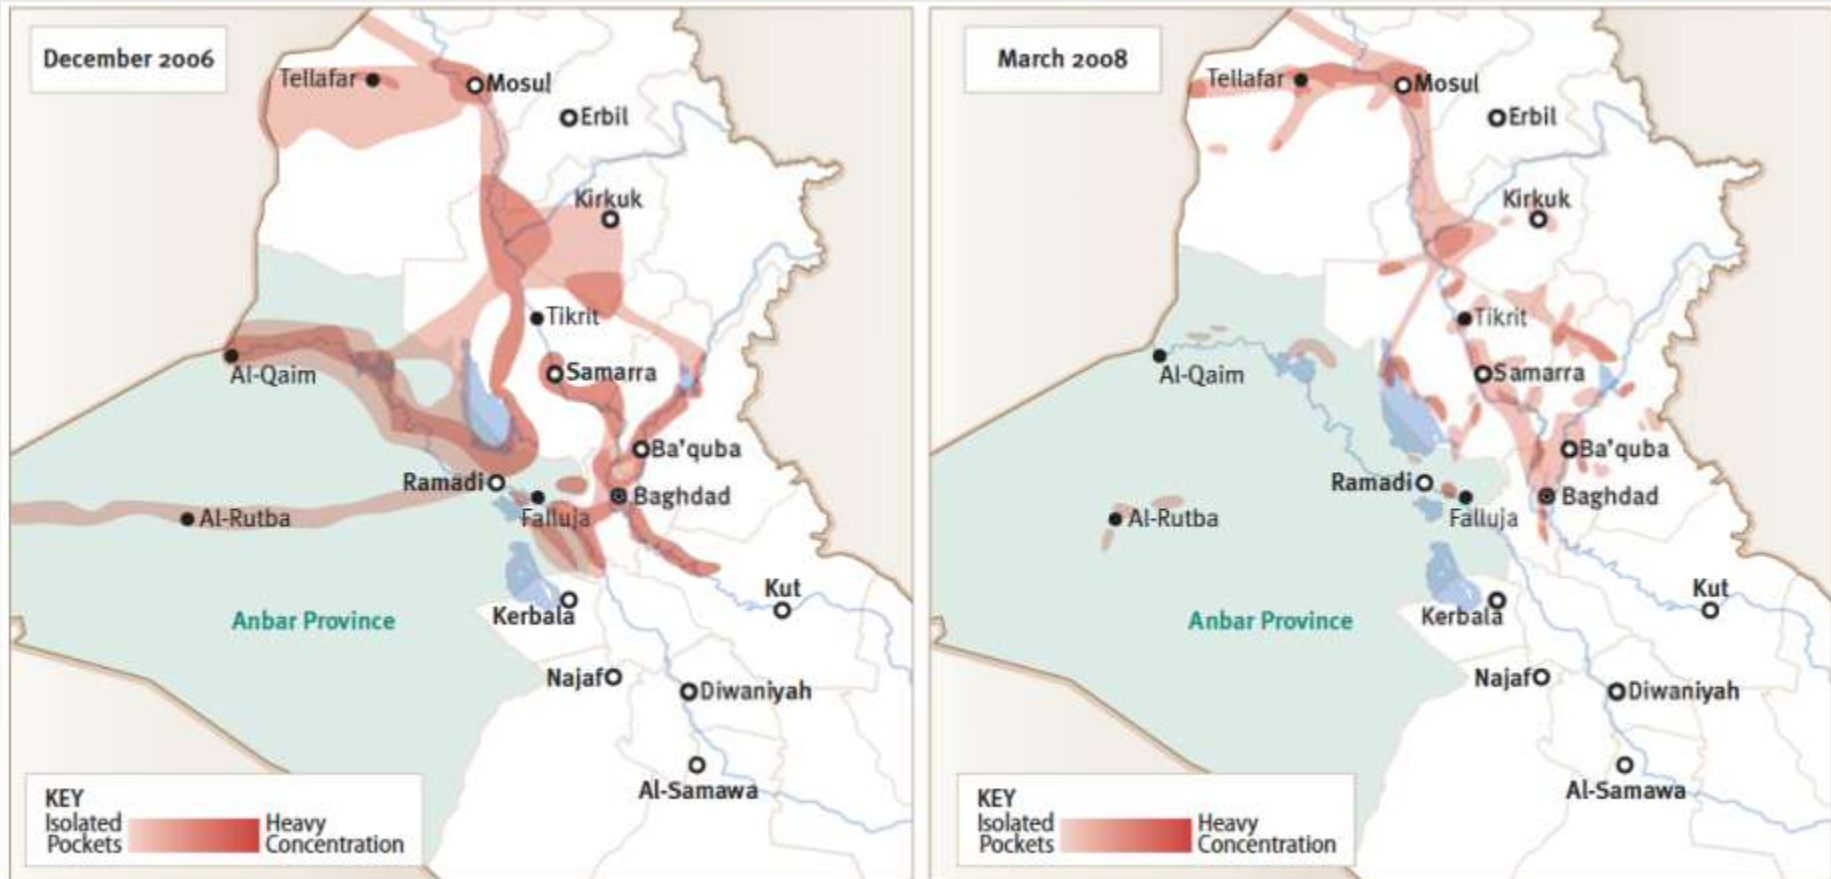 December 2006
Tellafar
Mosul
Erbil
Kirkuk
Tikrit
Al-Qaim
Samarra
Ba'quba
Ramadi
Baghdad
Al-Rutba
Falluja
Kut
Kerbala
Anbar Province
Najaf
Diwaniyah
Al-Samawa
KEY
Isolated
Pockets
Heavy
Concentration
March 2008
Tellafar
Mosul
Erbil
Kirkuk
Tikrit
Al-Qaim
Samarra
Ba'quba
Ramadi
Baghdad
Al-Rutba
Falluja
Kut
Kerbala
Anbar Province
Najaf
Diwaniyah
Al-Samawa
KEY
Isolated
Pockets
Heavy
Concentration